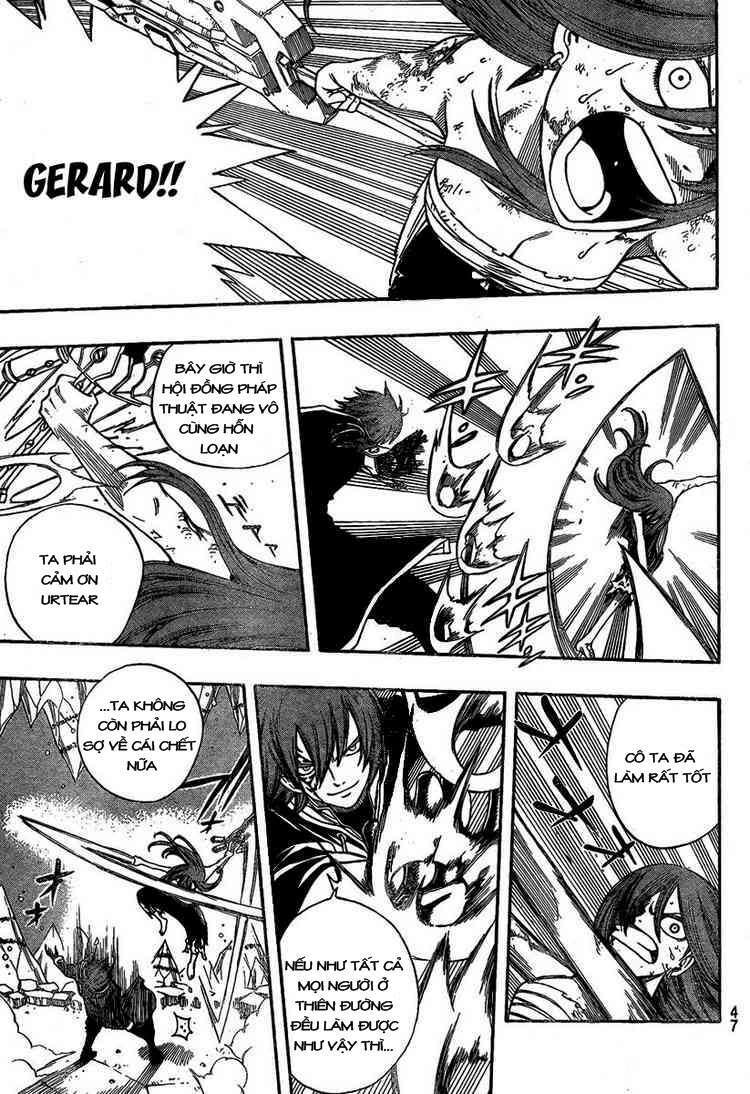 GERARD!!
BÂY GIỜ THÌ
HỘI ĐỒNG PHÁP
THUẬT ĐANG VÔ
CÙNG HỖN
LOẠN
TA PHẢI
CẢM ƠN
URTEAR
CÔ TA ĐÃ
LÀM RẤT TỐT
NẾU NHƯ TẤT CẢ
MỌI NGƯỜI Ở
THIÊN ĐƯỜNG
ĐỀU LÀM ĐƯỢC
NHƯ VẬY THÌ...
...TA KHÔNG
CÒN PHẢI LO
SỢ VỀ CÁI CHẾT
NỮA
47